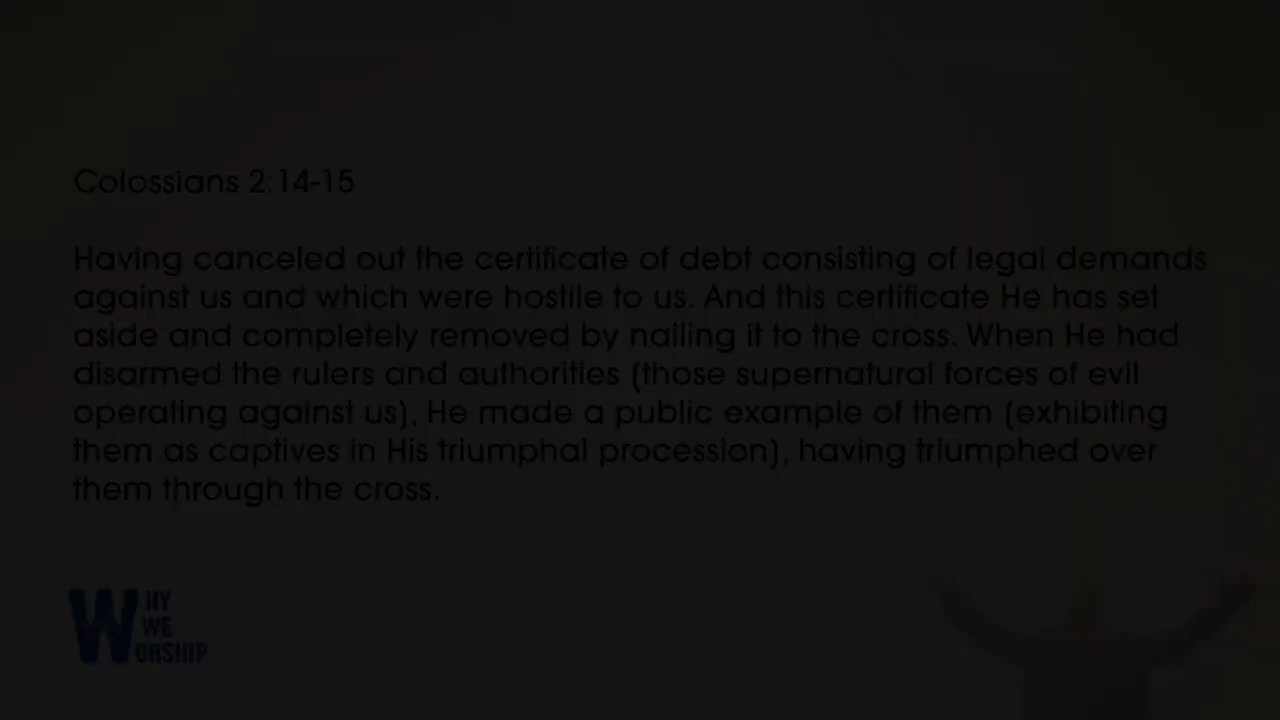 Colossians 2:14-15
Having canceled out the certificate of debt consisting of legal demands
against us and which were hostile to us. And this certificate He has set
aside and completely removed by nailing it to the cross. When He had
disarmed the rulers and authorities (those supernatural forces of evil
operating against us), He made a public example of them (exhibiting
them as captives in His triumphal procession), having triumphed over
them through the cross.
WHY
WE
WORSHIP